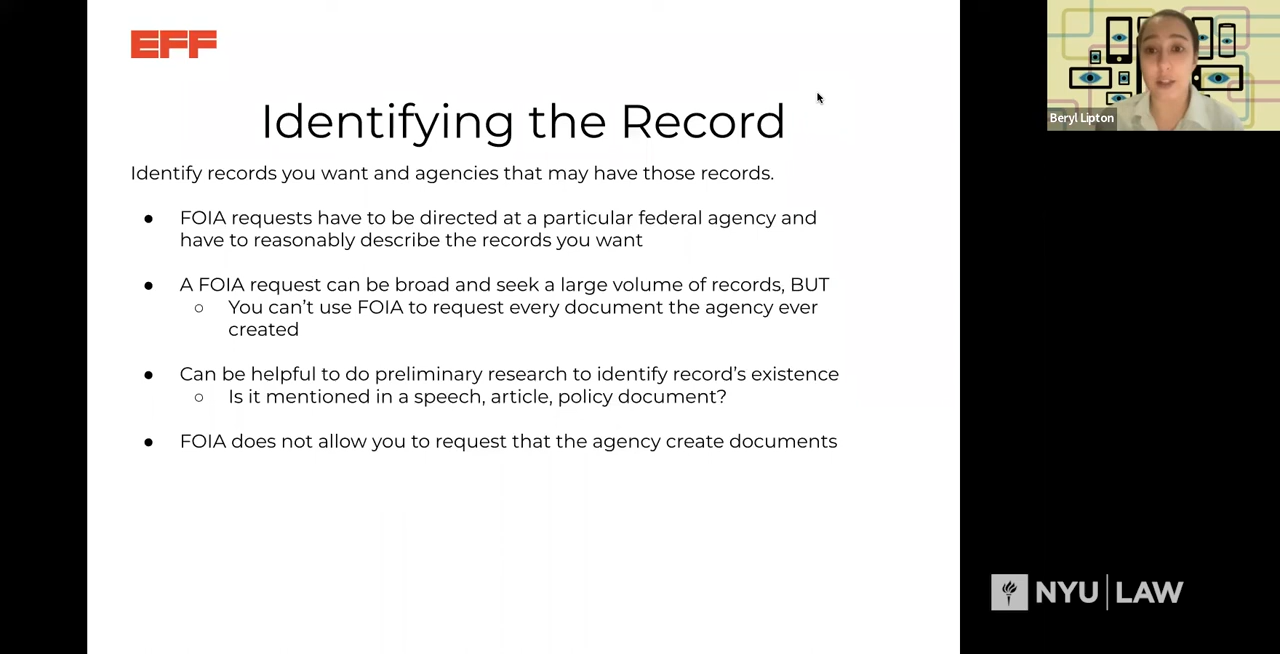 EFF
Identifying the Record
Identify records you want and agencies that may have those records.
● FOIA requests have to be directed at a particular federal agency and
have to reasonably describe the records you want
● A FOIA request can be broad and seek a large volume of records, BUT
○ You can’t use FOIA to request every document the agency ever
created
● Can be helpful to do preliminary research to identify record’s existence
○ Is it mentioned in a speech, article, policy document?
● FOIA does not allow you to request that the agency create documents
Beryl Lipton
NYU | LAW